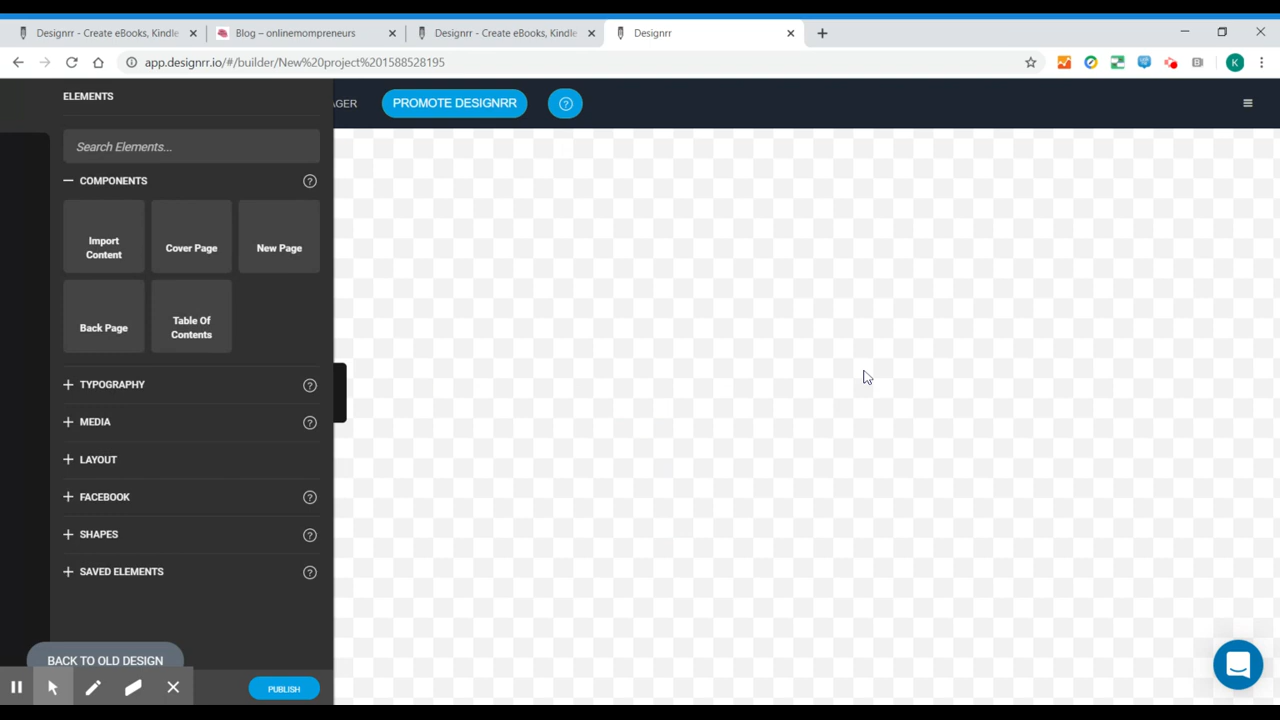 Designrr - Create eBooks, Kindle
Blog – onlinemompreneurs
Designrr - Create eBooks, Kindle
Designrr
app.designrr.io/#/builder/New%20project%201588528195
K
ELEMENTS
AGER
PROMOTE DESIGNRR
?
Search Elements...
COMPONENTS
?
Import
Content
Cover Page
New Page
Back Page
Table Of
Contents
TYPOGRAPHY
?
MEDIA
?
LAYOUT
FACEBOOK
?
SHAPES
?
SAVED ELEMENTS
?
BACK TO OLD DESIGN
PUBLISH